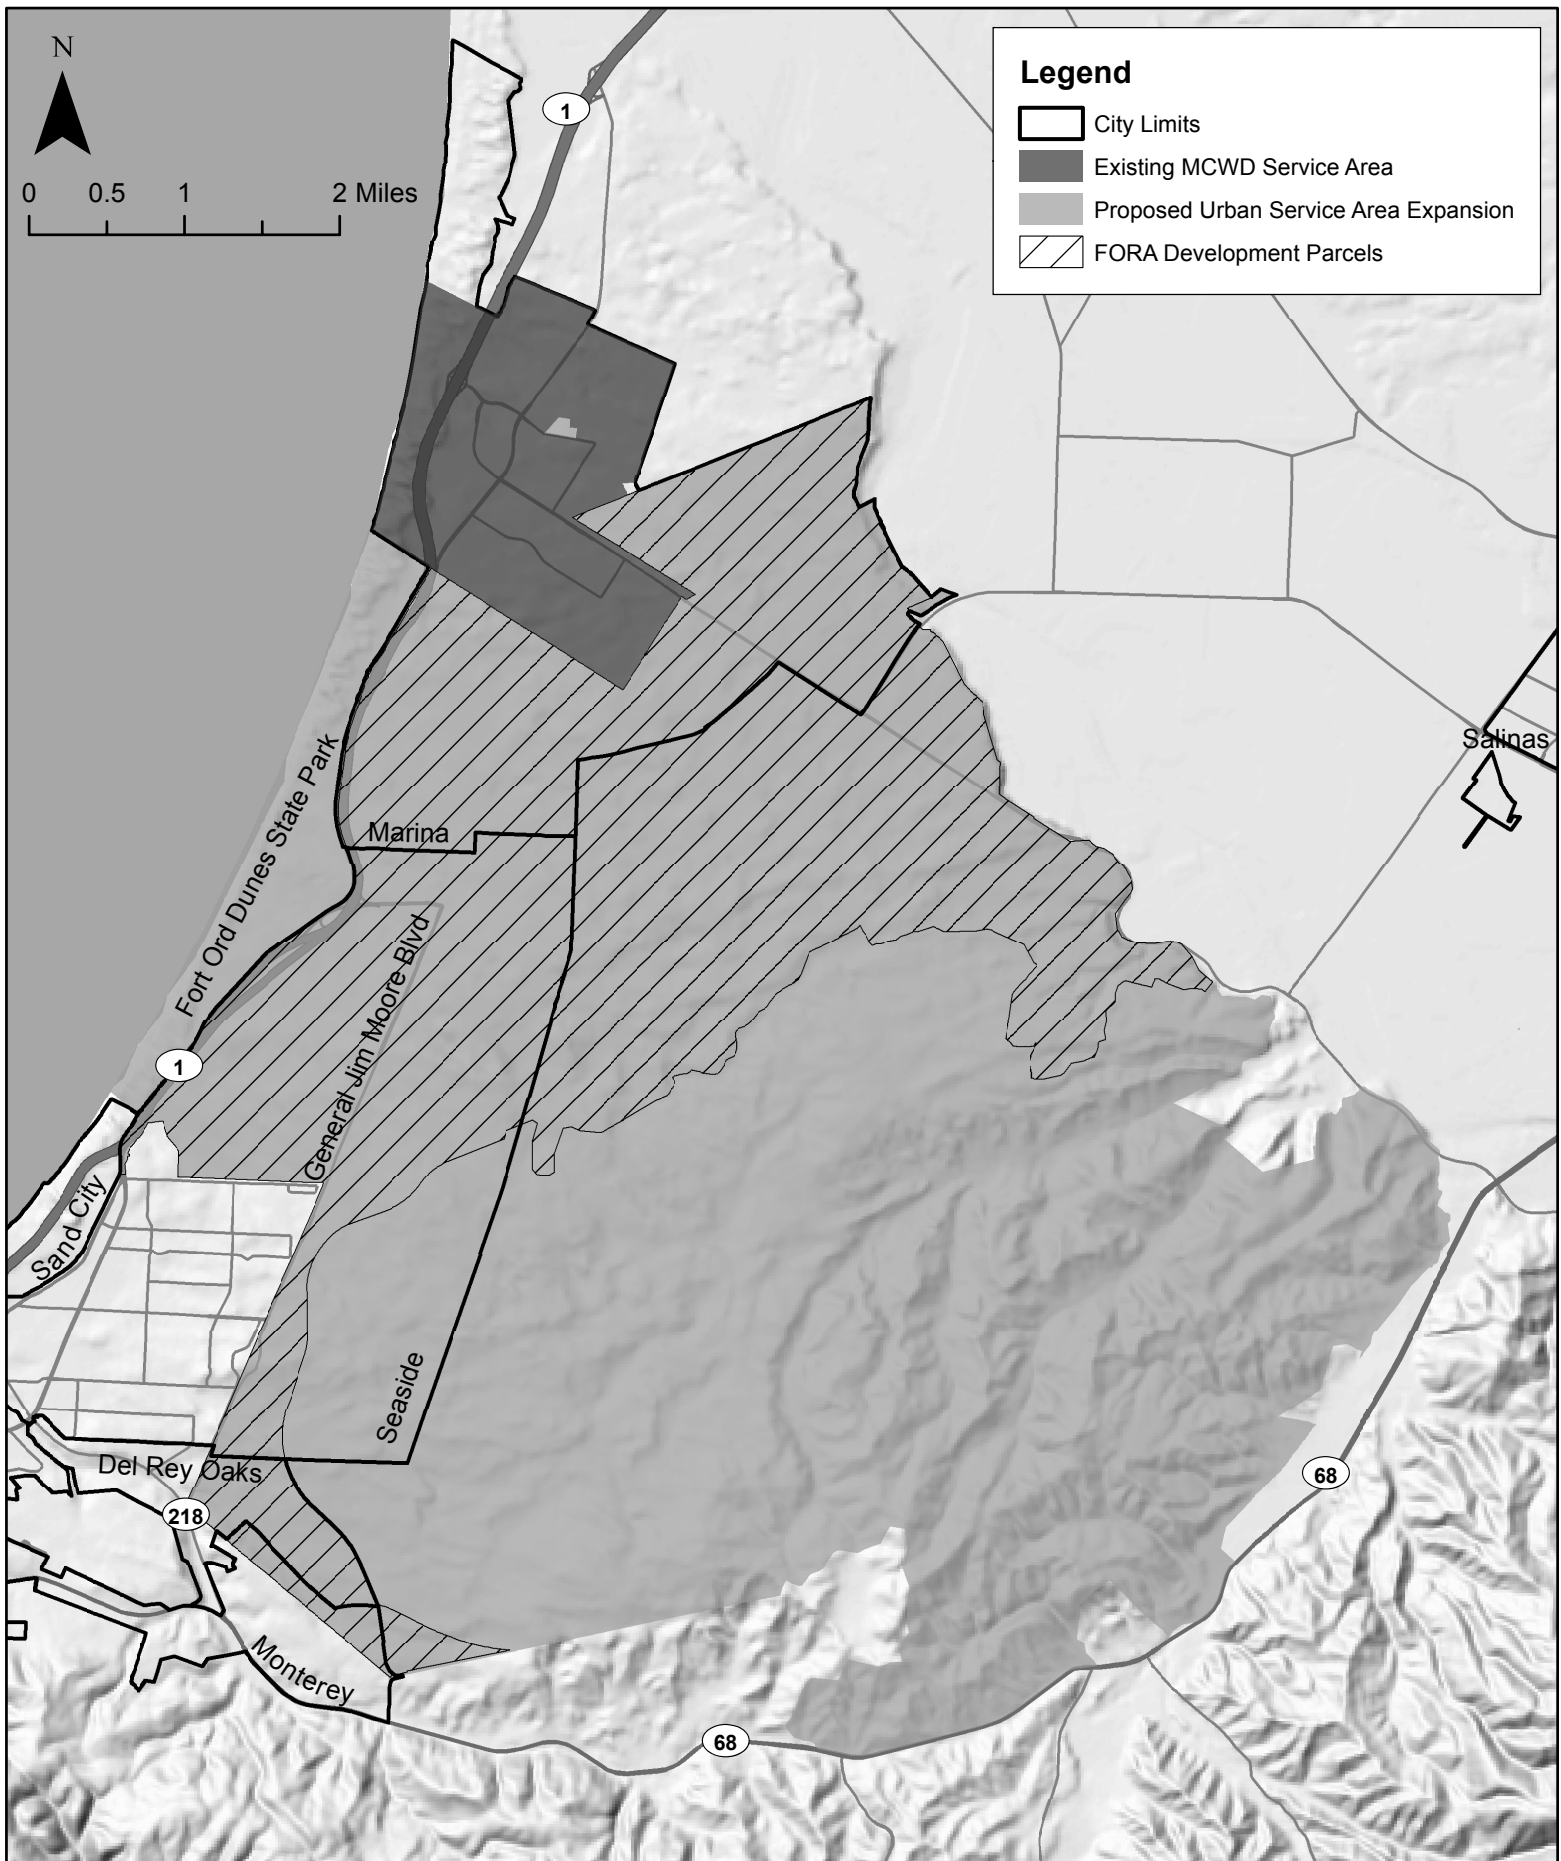 N
0 0.5 1 2 Miles
Legend
City Limits
Existing MCWD Service Area
Proposed Urban Service Area Expansion
FORA Development Parcels
1
Salinas
Fort Ord Dunes State Park
Marina
General Jim Moore Blvd
1
Sand City
Seaside
Del Rey Oaks
218
68
Monterey
68